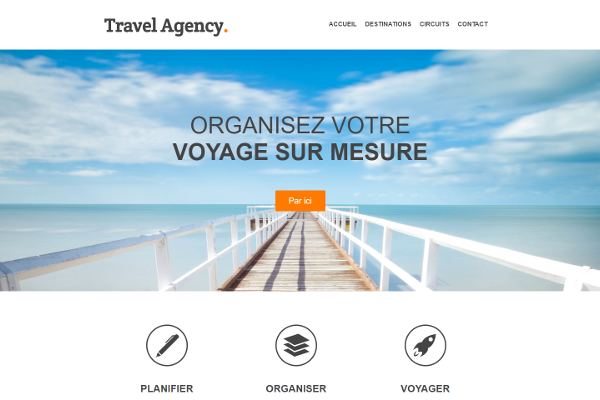 Travel Agency.
ACCUEIL DESTINATIONS CIRCUITS CONTACT
ORGANISEZ VOTRE
VOYAGE SUR MESURE
Par ici
PLANIFIER ORGANISER VOYAGER